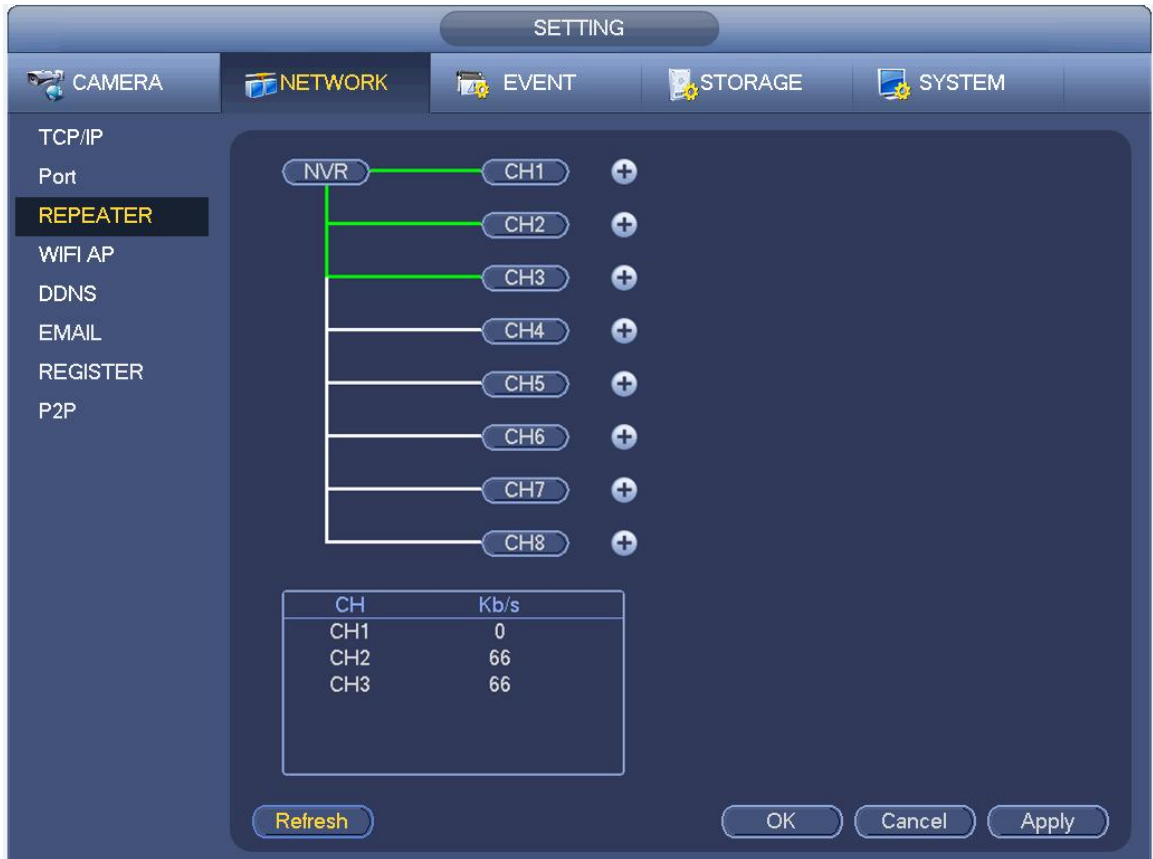 SETTING
CAMERA NETWORK EVENT STORAGE SYSTEM
TCP/IP
Port
REPEATER
WIFI AP
DDNS
EMAIL
REGISTER
P2P
NVR CH1
CH2
CH3
CH4
CH5
CH6
CH7
CH8
CH Kb/s
CH1 0
CH2 66
CH3 66
Refresh OK Cancel Apply